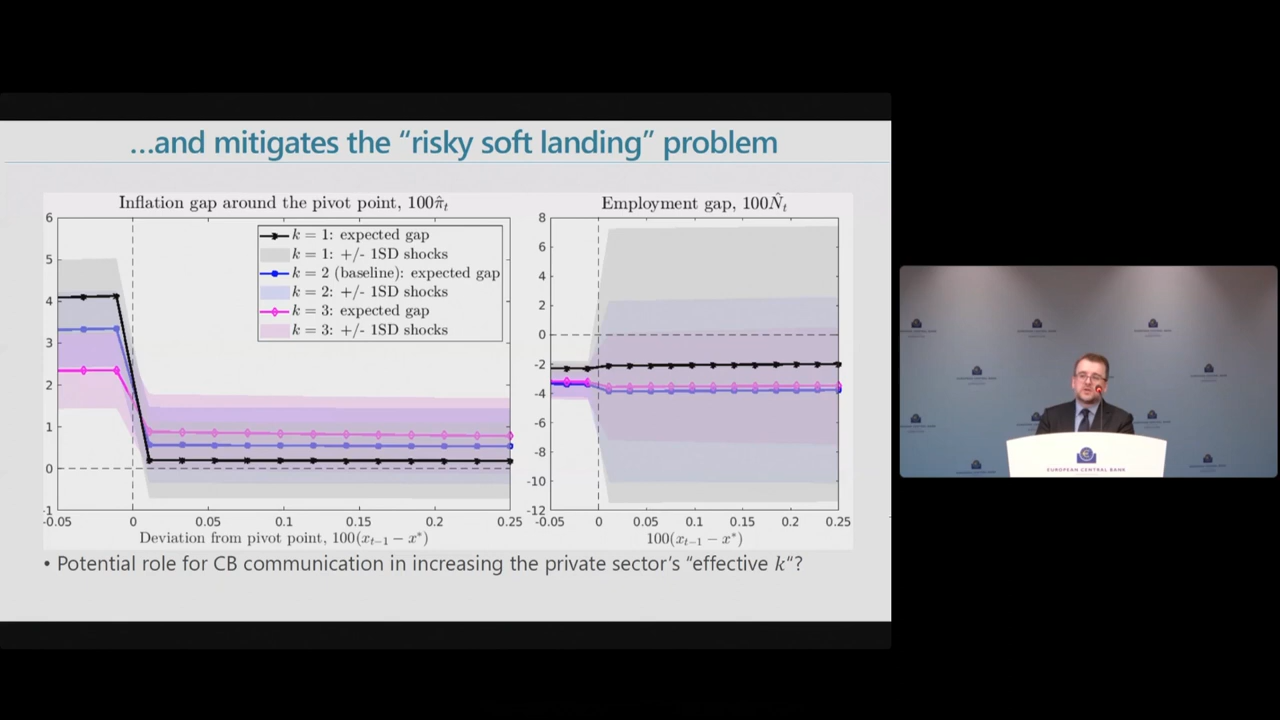 …and mitigates the “risky soft landing” problem
Inflation gap around the pivot point, 100π̂ₜ
6
5
4
3
2
1
0
-1
-0.05
0
0.05
0.1
0.15
0.2
0.25
Deviation from pivot point, 100(xₜ₋₁ − x*)
k = 1: expected gap
k = 1: +/- 1SD shocks
k = 2 (baseline): expected gap
k = 2: +/- 1SD shocks
k = 3: expected gap
k = 3: +/- 1SD shocks
Employment gap, 100N̂ₜ
8
6
4
2
0
-2
-4
-6
-8
-10
-12
-0.05
0
0.05
0.1
0.15
0.2
0.25
100(xₜ₋₁ − x*)
• Potential role for CB communication in increasing the private sector’s “effective k“?
EUROPEAN CENTRAL BANK